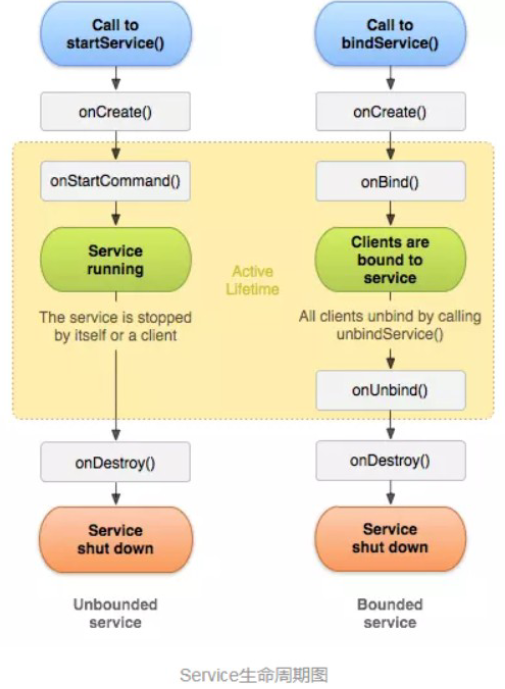 Call to
startService()
onCreate()
onStartCommand()
Service
running
The service is stopped
by itself or a client
onDestroy()
Service
shut down
Unbounded
service
Active
Lifetime
Call to
bindService()
onCreate()
onBind()
Clients are
bound to
service
All clients unbind by calling
unbindService()
onUnbind()
onDestroy()
Service
shut down
Bounded
service
Service生命周期图